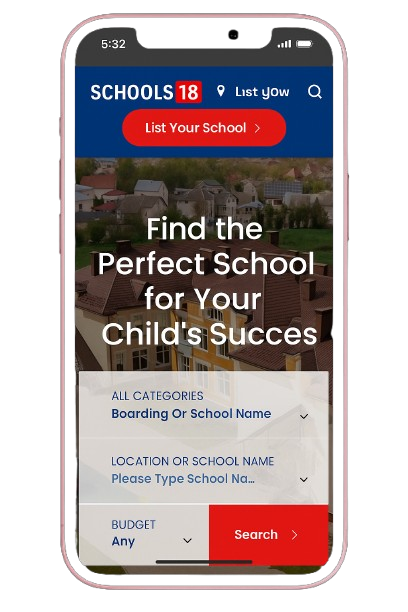 5:32
SCHOOLS 18
List yow
List Your School
Find the
Perfect School
for Your
Child's Succes
ALL CATEGORIES
Boarding Or School Name
LOCATION OR SCHOOL NAME
Please Type School Na...
BUDGET
Any
Search